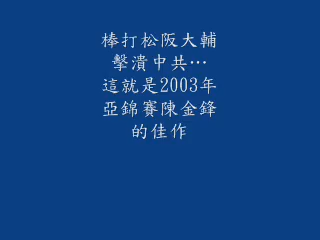 棒打松阪大輔
擊潰中共…
這就是2003年
亞錦賽陳金鋒
的佳作